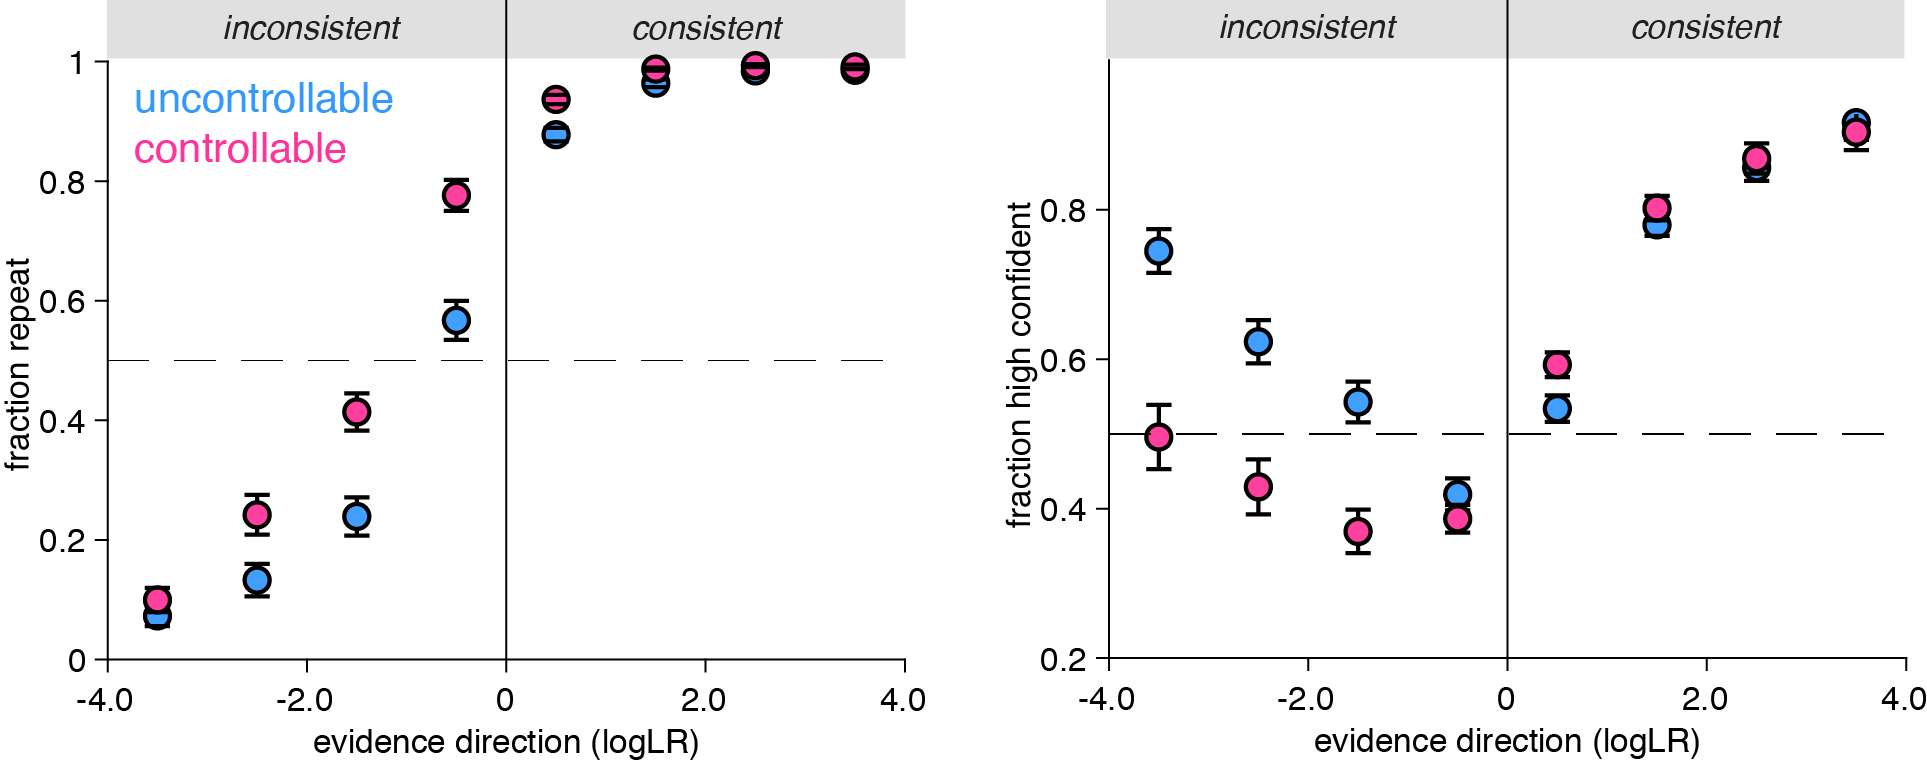 inconsistent consistent
uncontrollable
controllable
fraction repeat
1
0.8
0.6
0.4
0.2
0
-4.0 -2.0 0 2.0 4.0
evidence direction (logLR)
inconsistent consistent
fraction high confident
0.8
0.6
0.4
0.2
-4.0 -2.0 0 2.0 4.0
evidence direction (logLR)